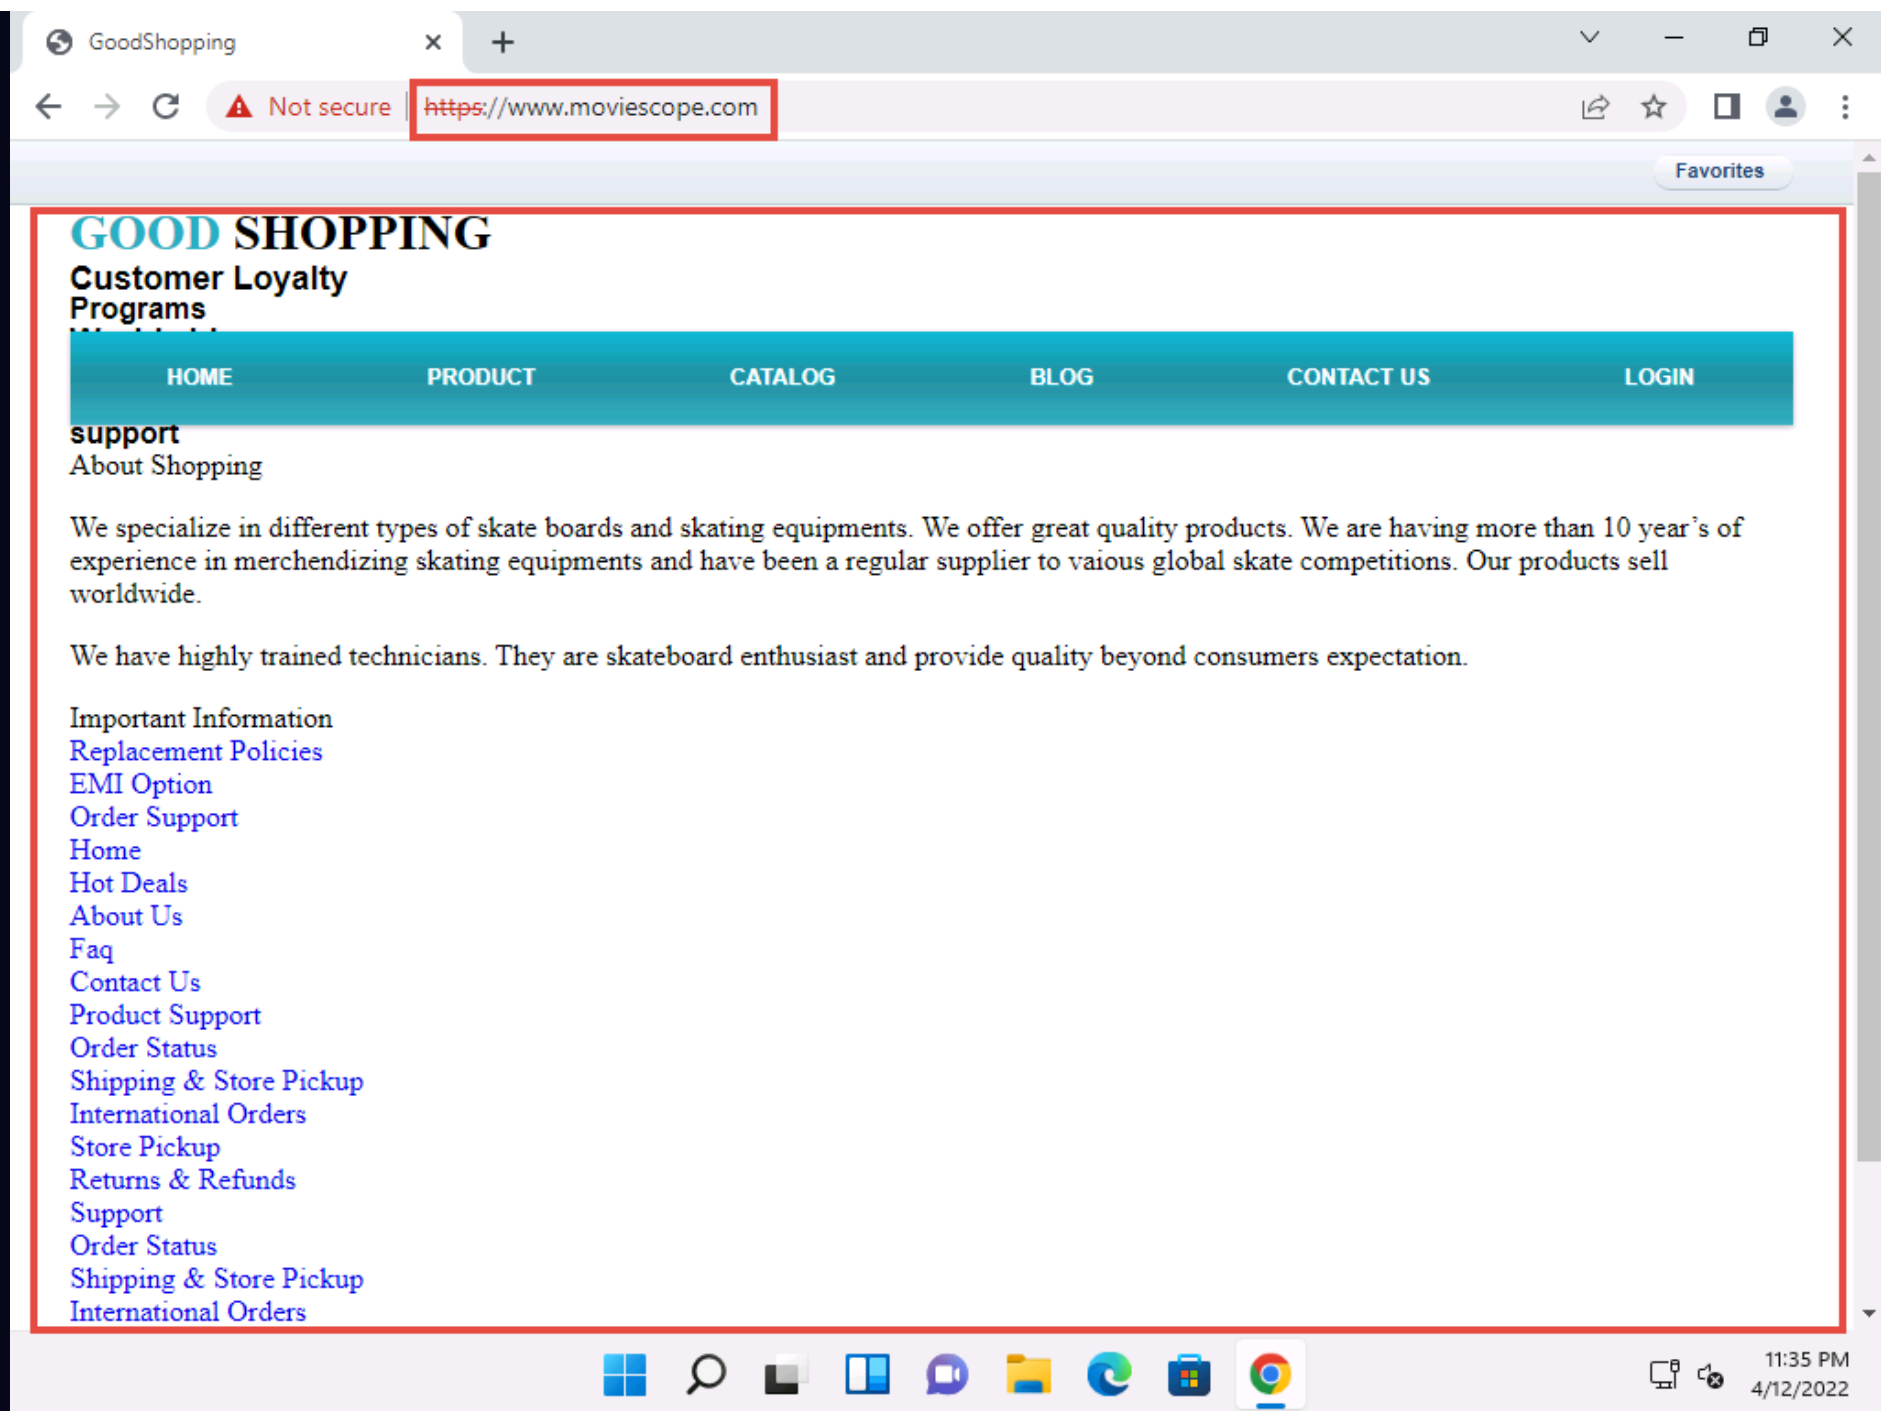 GoodShopping
Not secure
https://www.moviescope.com
Favorites
GOOD SHOPPING
Customer Loyalty
Programs
HOME PRODUCT CATALOG BLOG CONTACT US LOGIN
support
About Shopping
We specialize in different types of skate boards and skating equipments. We offer great quality products. We are having more than 10 year’s of
experience in merchendizing skating equipments and have been a regular supplier to vaious global skate competitions. Our products sell
worldwide.
We have highly trained technicians. They are skateboard enthusiast and provide quality beyond consumers expectation.
Important Information
Replacement Policies
EMI Option
Order Support
Home
Hot Deals
About Us
Faq
Contact Us
Product Support
Order Status
Shipping & Store Pickup
International Orders
Store Pickup
Returns & Refunds
Support
Order Status
Shipping & Store Pickup
International Orders
11:35 PM
4/12/2022